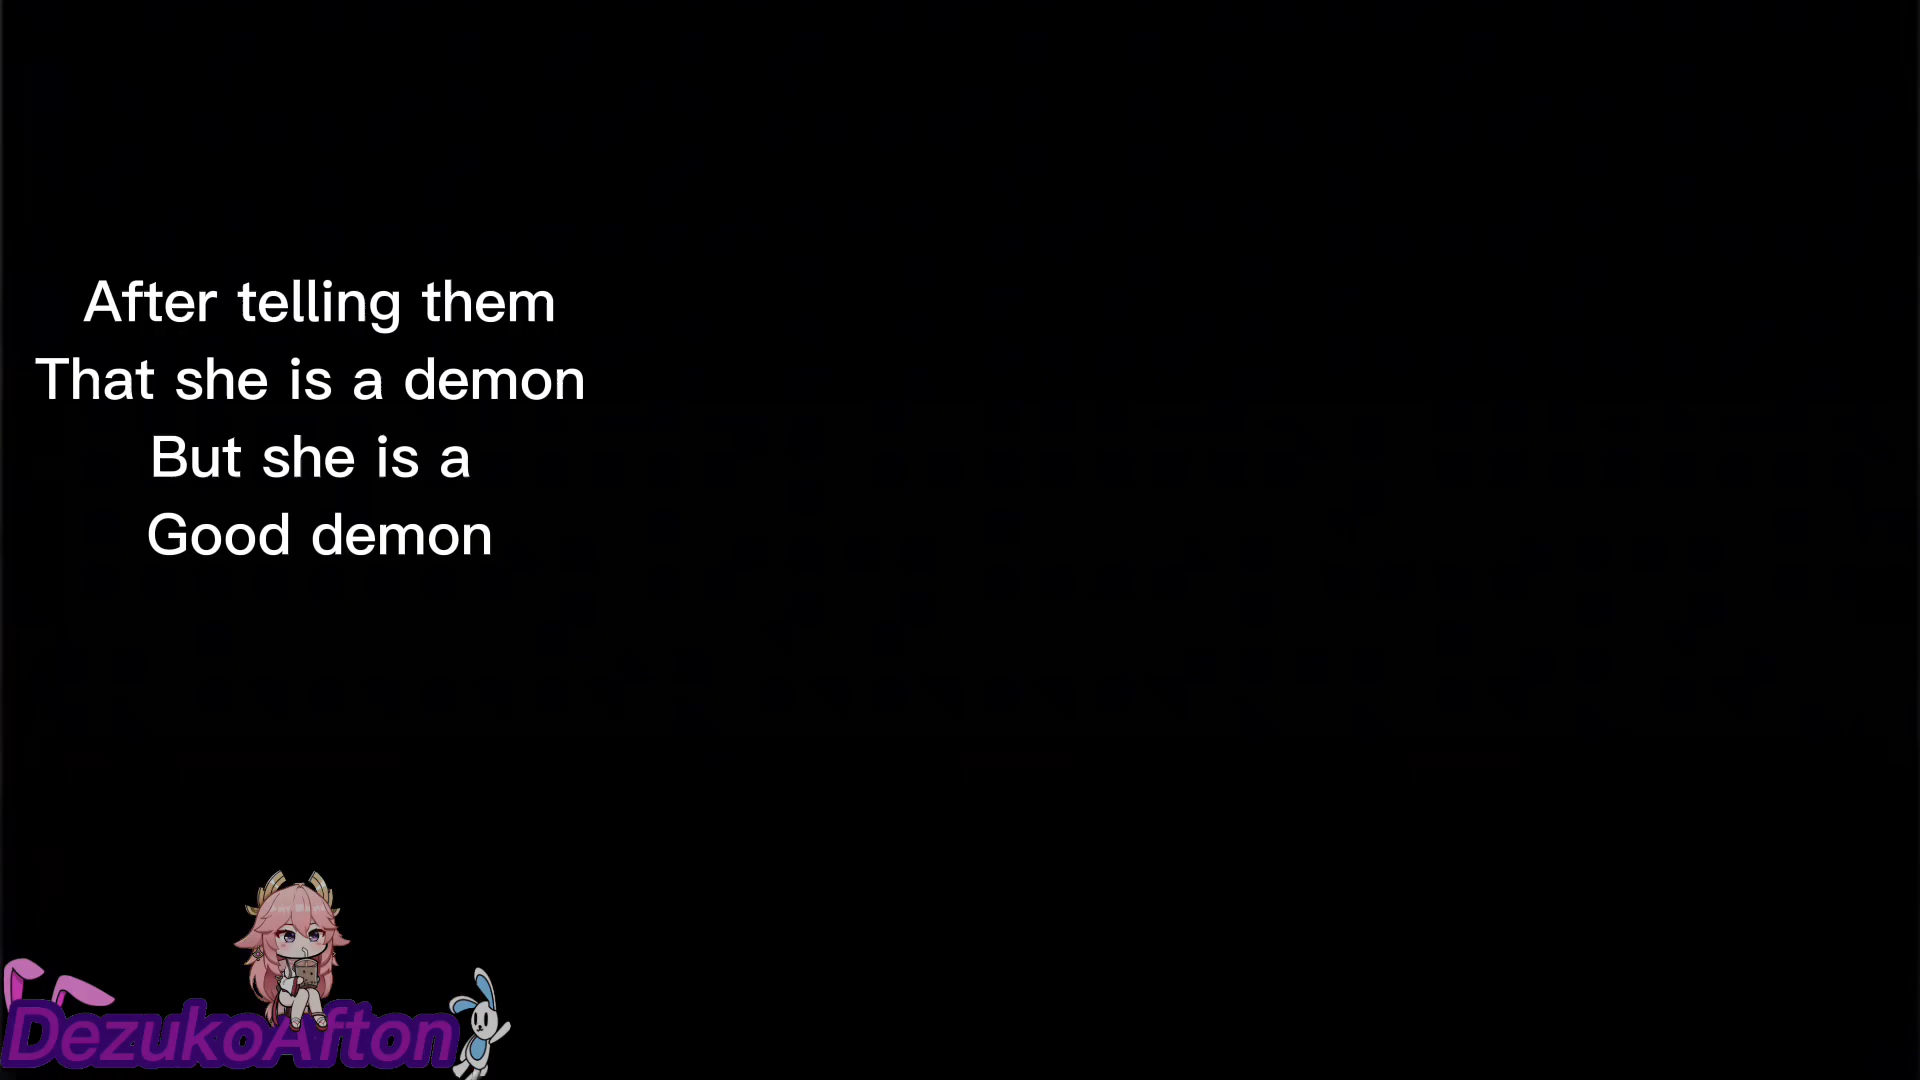 After telling them
That she is a demon
But she is a
Good demon
DezukoAfton